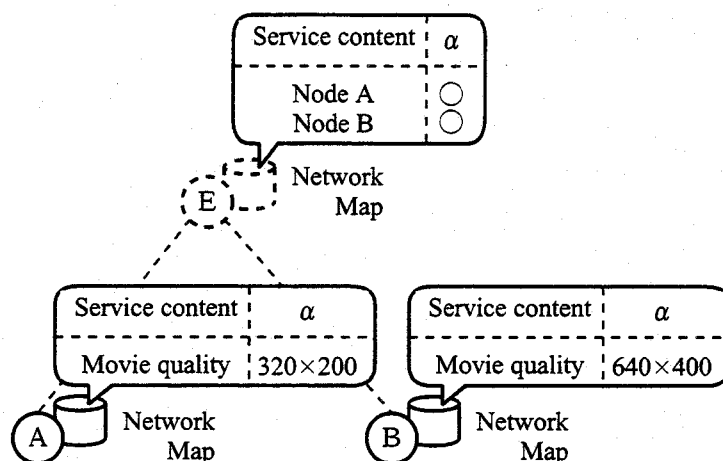 Service content α
Node A ○
Node B ○
E
Network
Map
Service content α
Movie quality 320×200
Service content α
Movie quality 640×400
A
Network
Map
B
Network
Map